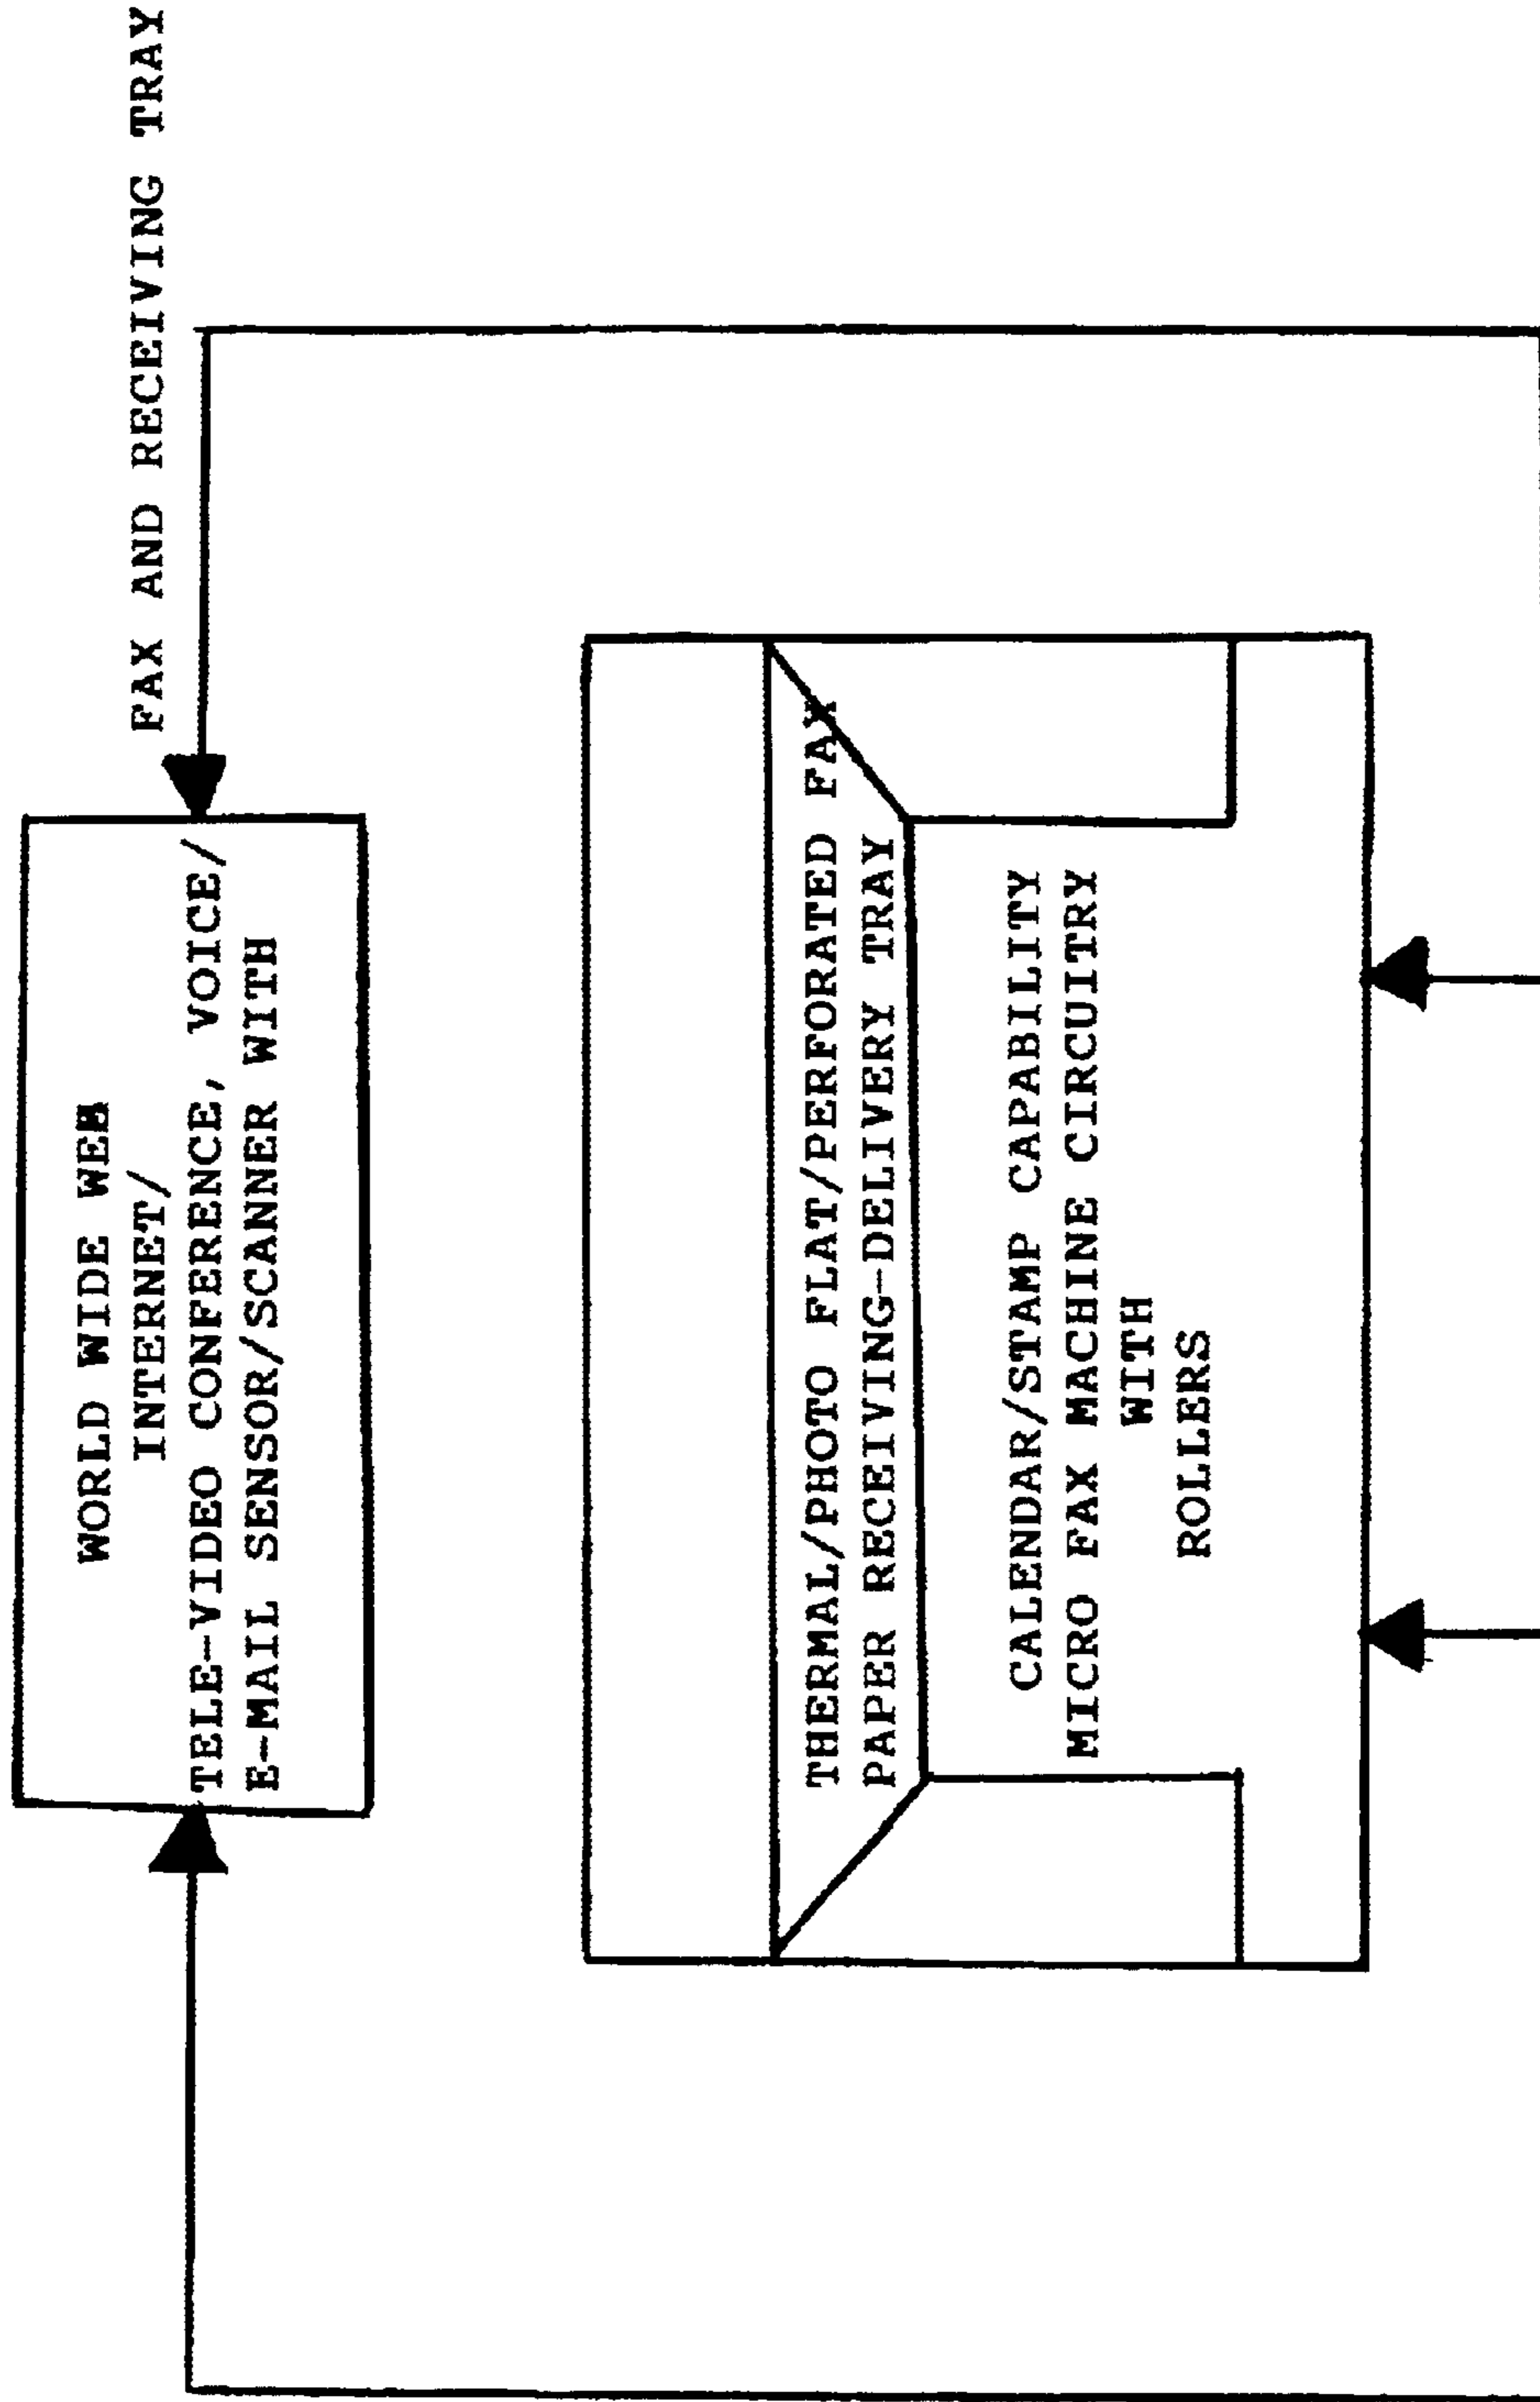 FAX AND RECEIVING TRAY
WORLD WIDE WEB
INTERNET/
TELE-VIDEO CONFERENCE, VOICE/
E-MAIL SENSOR/SCANNER WITH
THERMAL/PHOTO FLAT/PERFORATED FAX
PAPER RECEIVING-DELIVERY TRAY
CALENDAR/STAMP CAPABILITY
MICRO FAX MACHINE CIRCUITRY
WITH
ROLLERS